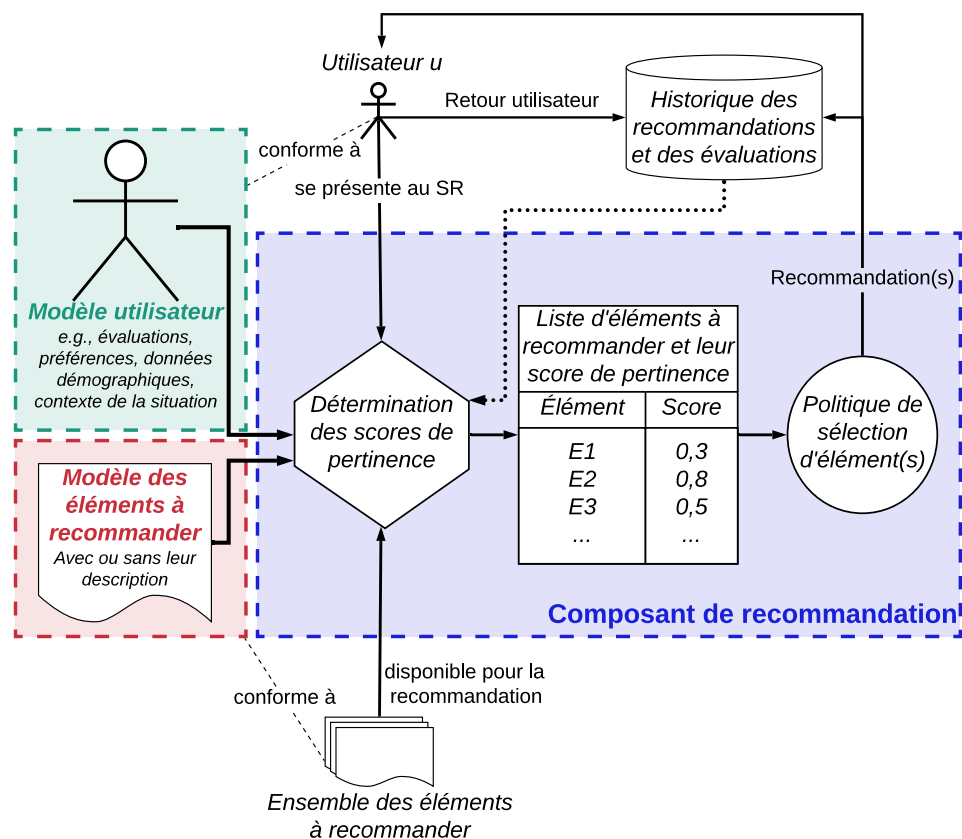 Utilisateur u
Retour utilisateur
Historique des
recommandations
et des évaluations
conforme à
se présente au SR
Modèle utilisateur
e.g., évaluations,
préférences, données
démographiques,
contexte de la situation
Recommandation(s)
Liste d'éléments à
recommander et leur
score de pertinence
Élément Score
E1 0,3
E2 0,8
E3 0,5
... ...
Détermination
des scores de
pertinence
Politique de
sélection
d'élément(s)
Modèle des
éléments à
recommander
Avec ou sans leur
description
Composant de recommandation
disponible pour la
recommandation
conforme à
Ensemble des éléments
à recommander